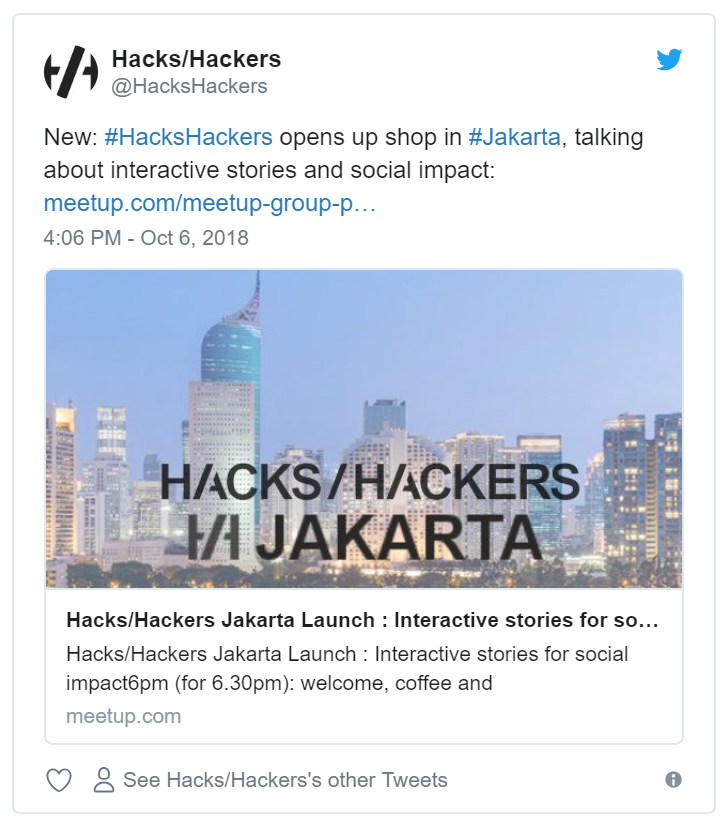 Hacks/Hackers
@HacksHackers
New: #HacksHackers opens up shop in #Jakarta, talking
about interactive stories and social impact:
meetup.com/meetup-group-p…
4:06 PM - Oct 6, 2018
HACKS/HACKERS
H/H JAKARTA
Hacks/Hackers Jakarta Launch : Interactive stories for so…
Hacks/Hackers Jakarta Launch : Interactive stories for social
impact6pm (for 6.30pm): welcome, coffee and
meetup.com
See Hacks/Hackers's other Tweets